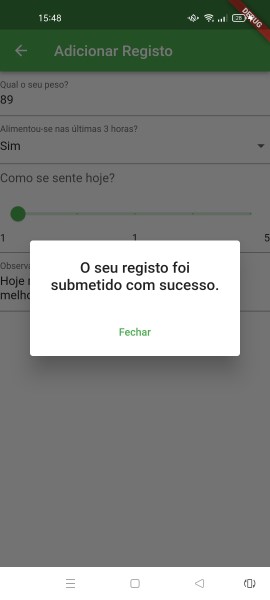 15:48
DEBUG
Adicionar Registo
Qual o seu peso?
89
Alimentou-se nas últimas 3 horas?
Sim
Como se sente hoje?
1 1 5
Hoje
O seu registo foi
submetido com sucesso.
Fechar